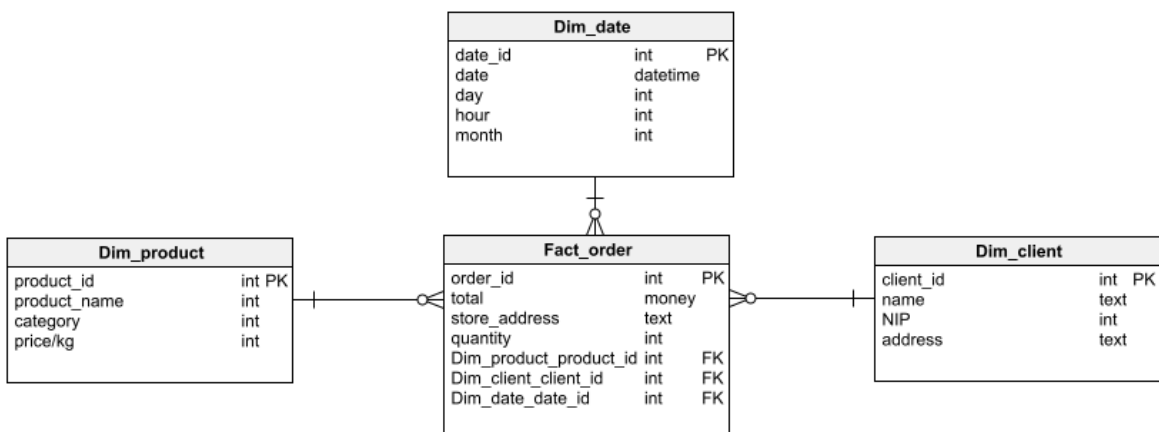 Dim_date
date_id int PK
date datetime
day int
hour int
month int
Dim_product
product_id int PK
product_name int
category int
price/kg int
Fact_order
order_id int PK
total money
store_address text
quantity int
Dim_product_product_id int FK
Dim_client_client_id int FK
Dim_date_date_id int FK
Dim_client
client_id int PK
name text
NIP int
address text